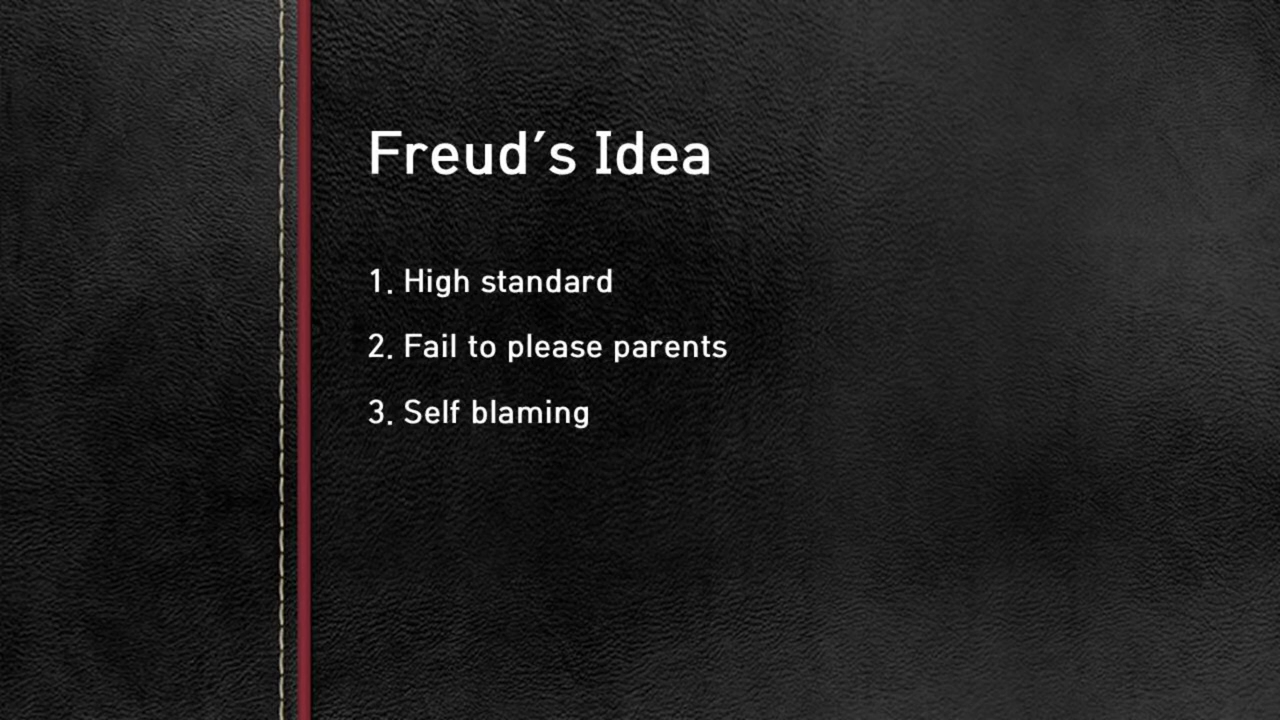 Freud´s Idea
1. High standard
2. Fail to please parents
3. Self blaming